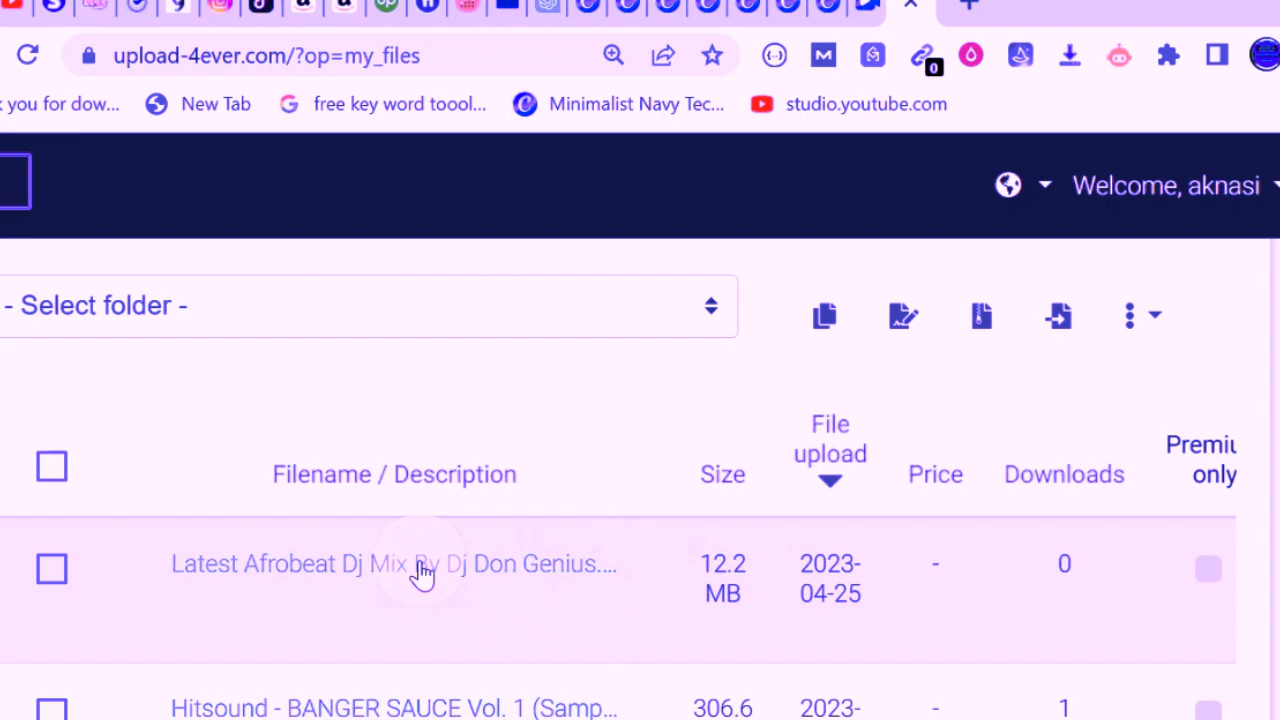 upload-4ever.com/?op=my_files
0
you for dow...
New Tab
free key word toool...
Minimalist Navy Tec...
studio.youtube.com
Welcome, aknasi
- Select folder -
Filename / Description
Size
File
upload
Price
Downloads
Premiu
only
Latest Afrobeat Dj Mix By Dj Don Genius....
12.2
MB
2023-
04-25
-
0
Hitsound - BANGER SAUCE Vol. 1 (Samp...
306.6
2023-
-
1